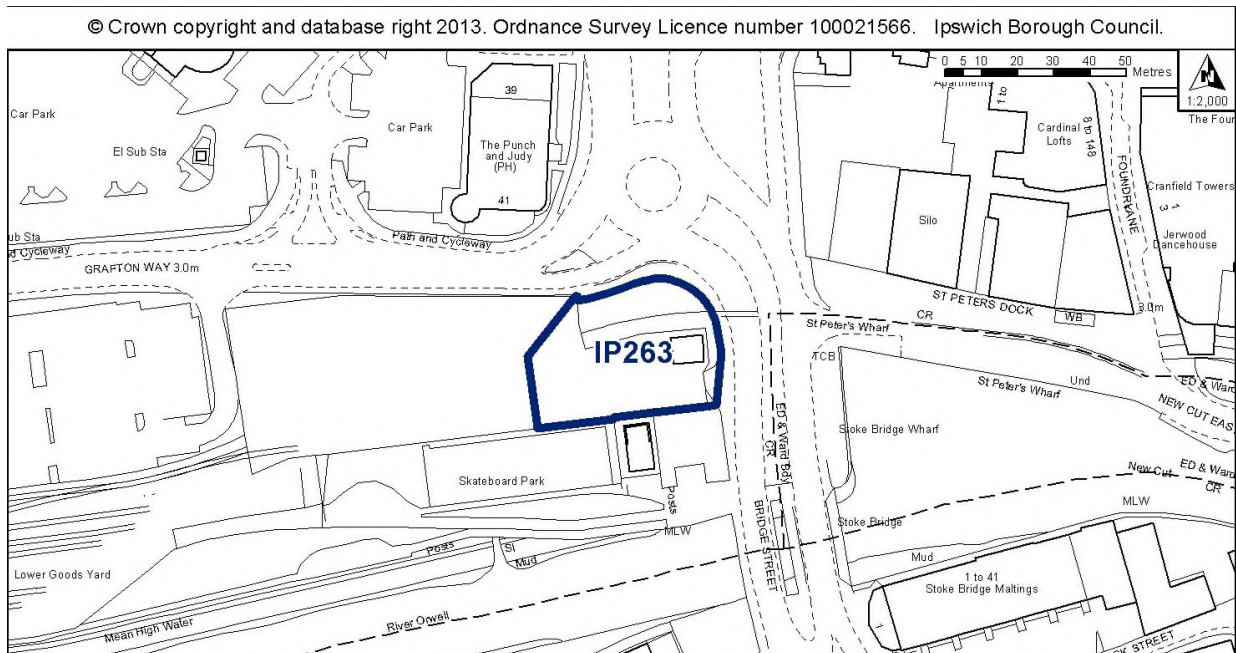 © Crown copyright and database right 2013. Ordnance Survey Licence number 100021566. Ipswich Borough Council.
0 5 10 20 30 40 50 Metres
N
1:2,000
Apartments
1 to
8 to 148
Car Park
39
Car Park
The Foun
Cardinal
Lofts
El Sub Sta
The Punch
and Judy
(PH)
FOUNDRY LANE
Cranfield Towers
1
3
41
Silo
Jerwood
Dancehouse
ub Sta
d Cycleway
Path and Cycleway
GRAFTON WAY 3.0m
ST PETERS DOCK
3.0m
CR
WB
St Peter's Wharf
IP263
TCB
Und
St Peter's Wharf
ED & Ward
NEW CUT EAS
ED & Ward Bdy
CR
Stoke Bridge Wharf
New Cut
ED & Ward
CR
Skateboard Park
Posts
MLW
MLW
BRIDGE STREET
Stoke Bridge
Posts
Sl
Mud
Mud
Lower Goods Yard
1 to 41
Stoke Bridge Maltings
River Orwell
Mean High Water
1
K STREET